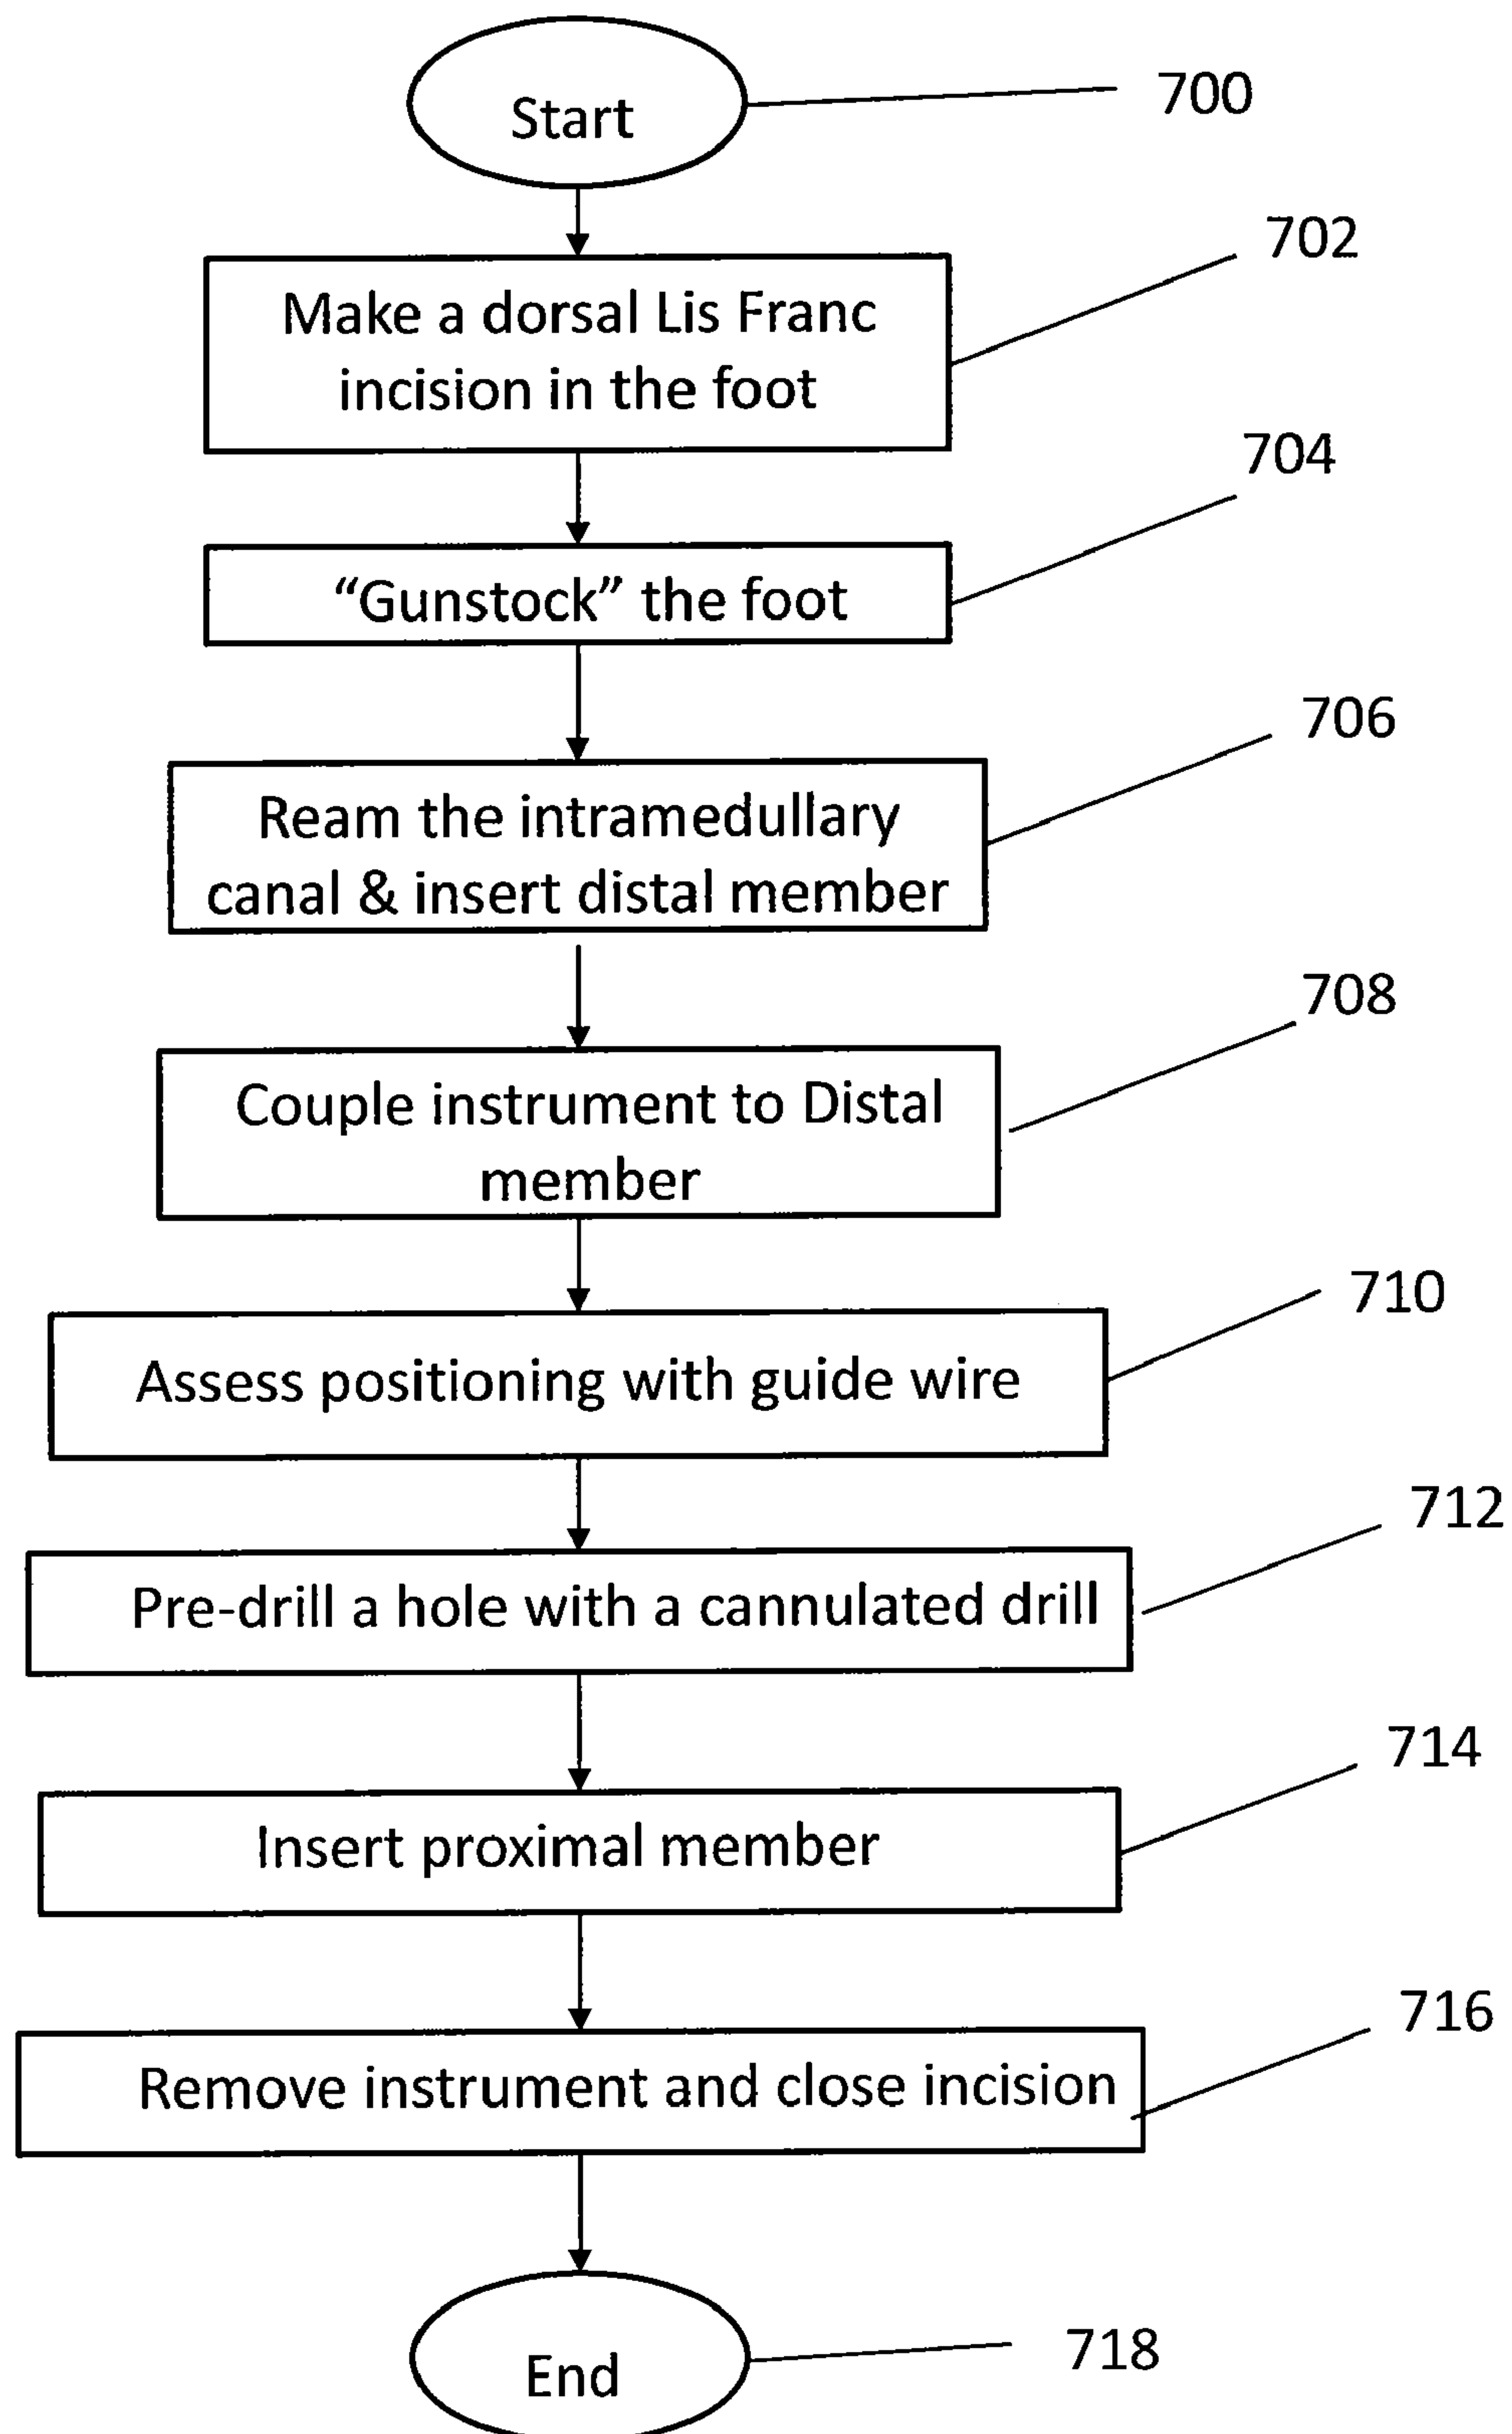 Start
700
702
Make a dorsal Lis Franc
incision in the foot
704
“Gunstock” the foot
706
Ream the intramedullary
canal & insert distal member
708
Couple instrument to Distal
member
710
Assess positioning with guide wire
712
Pre-drill a hole with a cannulated drill
714
Insert proximal member
716
Remove instrument and close incision
End
718